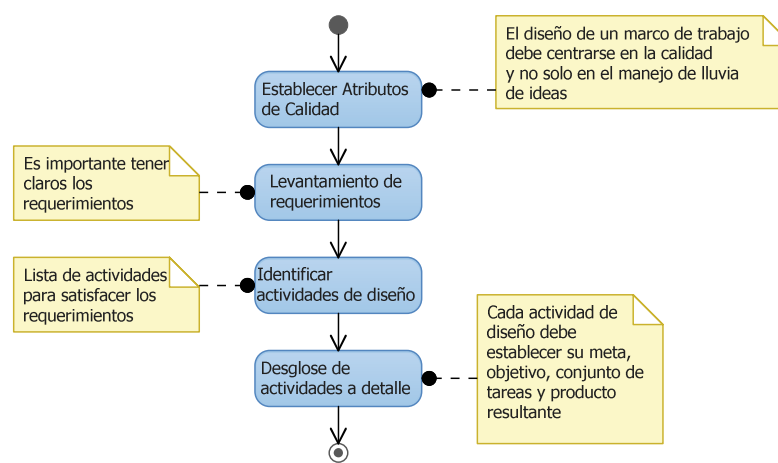 El diseño de un marco de trabajo
debe centrarse en la calidad
y no solo en el manejo de lluvia
de ideas
Establecer Atributos
de Calidad
Es importante tener
claros los
requerimientos
Levantamiento de
requerimientos
Lista de actividades
para satisfacer los
requerimientos
Identificar
actividades de diseño
Cada actividad de
diseño debe
establecer su meta,
objetivo, conjunto de
tareas y producto
resultante
Desglose de
actividades a detalle